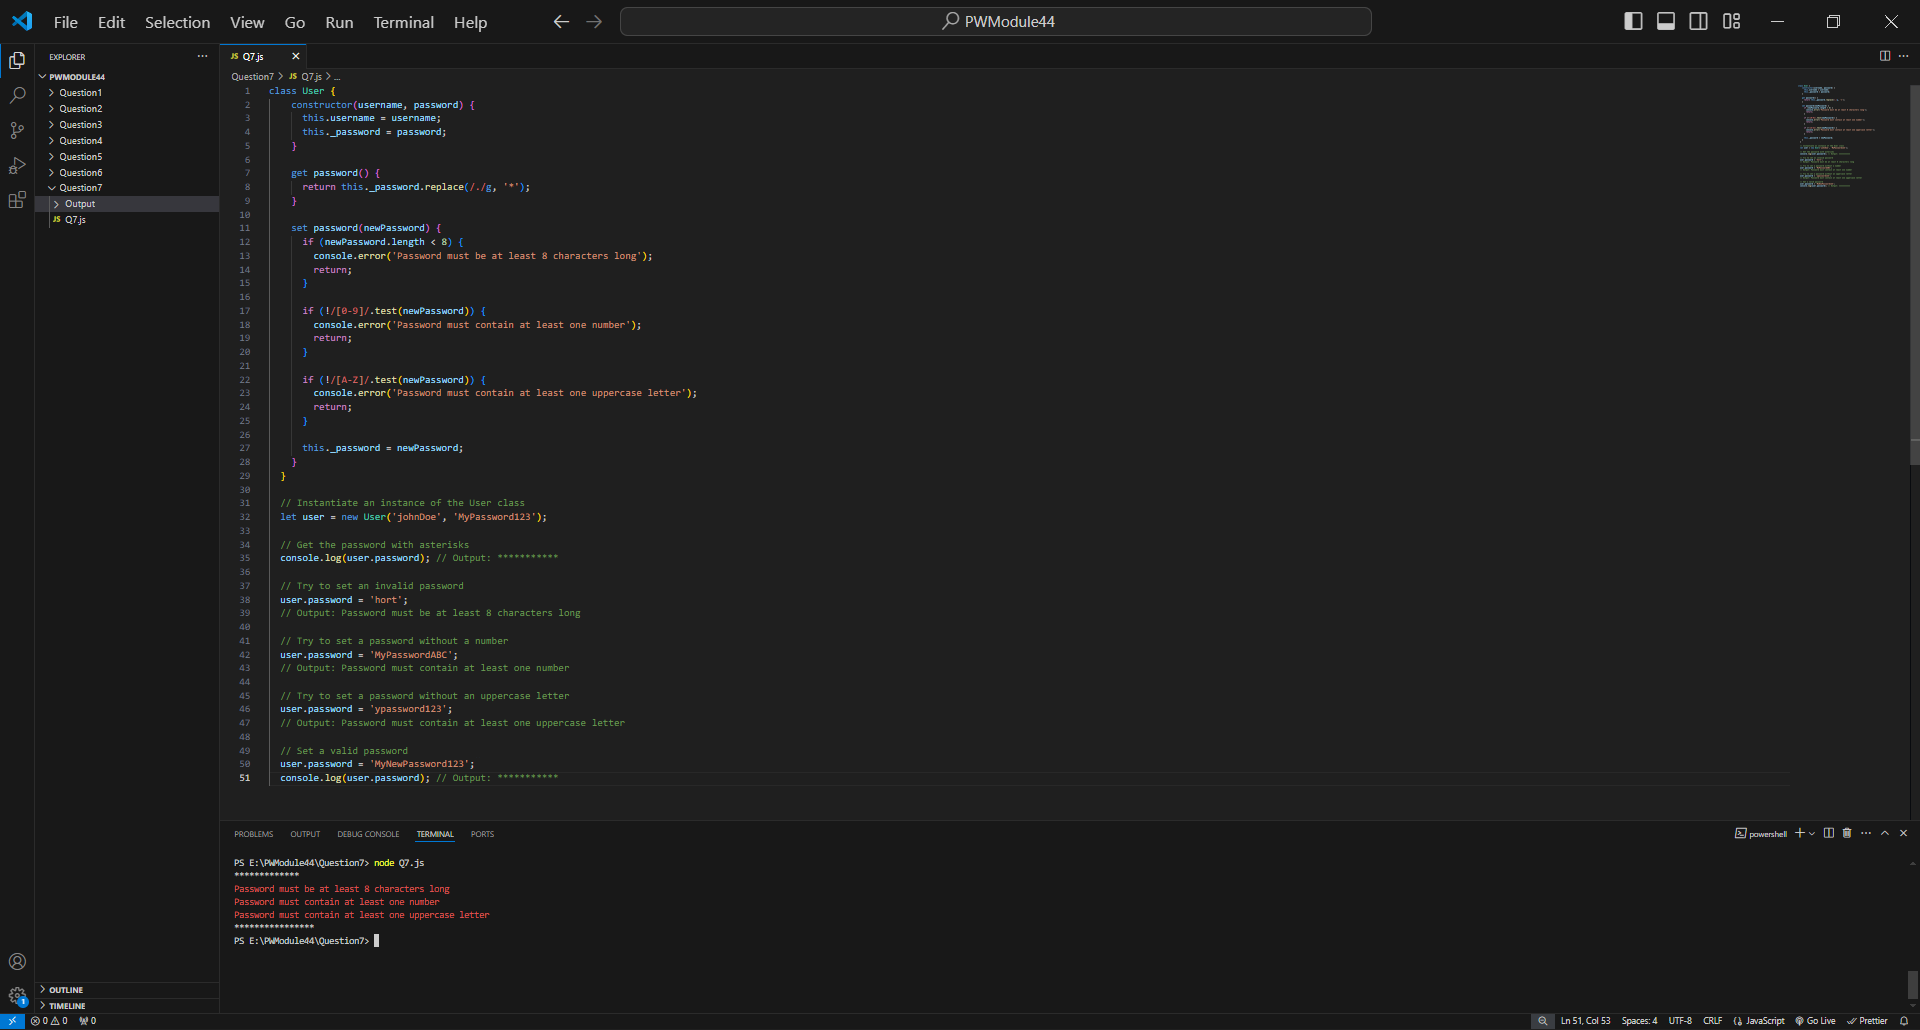 File Edit Selection View Go Run Terminal Help
PWModule44
EXPLORER
PWMODULE44
Question1
Question2
Question3
Question4
Question5
Question6
Question7
Output
JS Q7.js
JS Q7.js
Question7 > JS Q7.js > ...
1 class User {
2 constructor(username, password) {
3 this.username = username;
4 this._password = password;
5 }
6
7 get password() {
8 return this._password.replace(/./g, '*');
9 }
10
11 set password(newPassword) {
12 if (newPassword.length < 8) {
13 console.error('Password must be at least 8 characters long');
14 return;
15 }
16
17 if (!/[0-9]/.test(newPassword)) {
18 console.error('Password must contain at least one number');
19 return;
20 }
21
22 if (!/[A-Z]/.test(newPassword)) {
23 console.error('Password must contain at least one uppercase letter');
24 return;
25 }
26
27 this._password = newPassword;
28 }
29 }
30
31 // Instantiate an instance of the User class
32 let user = new User('johnDoe', 'MyPassword123');
33
34 // Get the password with asterisks
35 console.log(user.password); // Output: ***********
36
37 // Try to set an invalid password
38 user.password = 'hort';
39 // Output: Password must be at least 8 characters long
40
41 // Try to set a password without a number
42 user.password = 'MyPasswordABC';
43 // Output: Password must contain at least one number
44
45 // Try to set a password without an uppercase letter
46 user.password = 'ypassword123';
47 // Output: Password must contain at least one uppercase letter
48
49 // Set a valid password
50 user.password = 'MyNewPassword123';
51 console.log(user.password); // Output: ***********
PROBLEMS OUTPUT DEBUG CONSOLE TERMINAL PORTS
powershell
PS E:\PWModule44\Question7> node Q7.js
*************
Password must be at least 8 characters long
Password must contain at least one number
Password must contain at least one uppercase letter
****************
PS E:\PWModule44\Question7>
OUTLINE
TIMELINE
1
0 0 0
Ln 51, Col 53 Spaces: 4 UTF-8 CRLF {} JavaScript Go Live Prettier